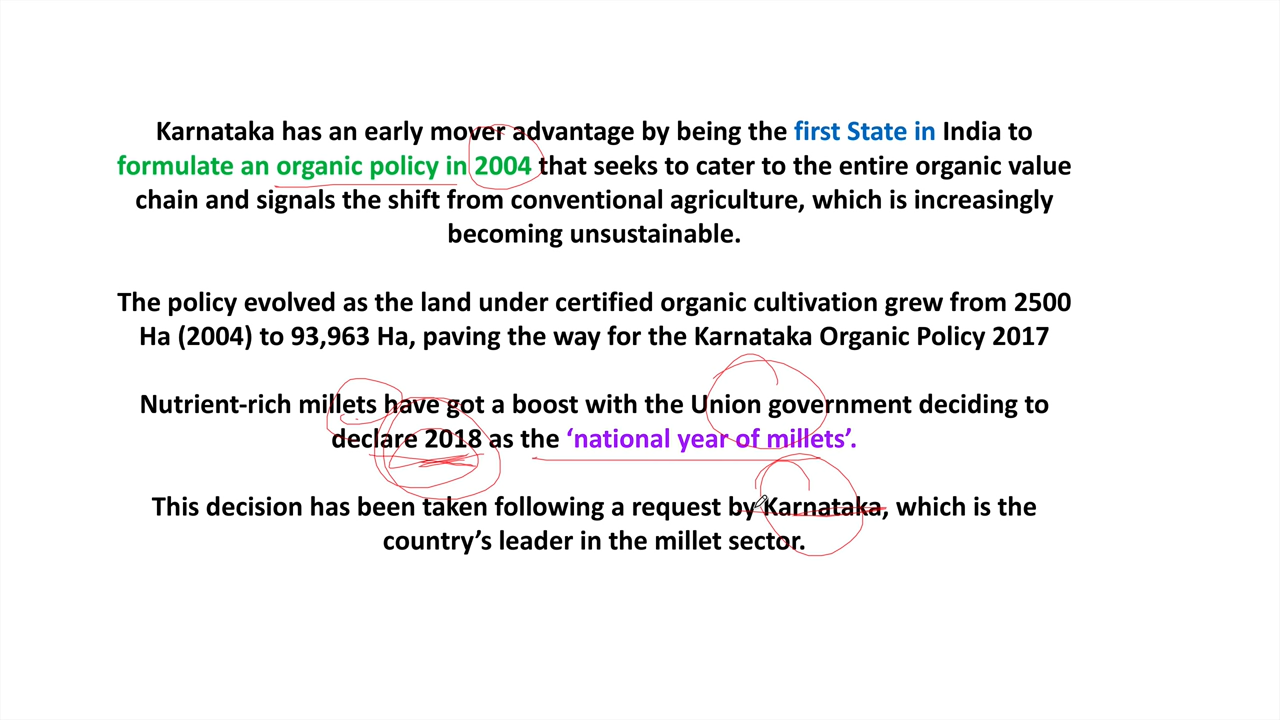 Karnataka has an early mover advantage by being the first State in India to
formulate an organic policy in 2004 that seeks to cater to the entire organic value
chain and signals the shift from conventional agriculture, which is increasingly
becoming unsustainable.
The policy evolved as the land under certified organic cultivation grew from 2500
Ha (2004) to 93,963 Ha, paving the way for the Karnataka Organic Policy 2017
Nutrient-rich millets have got a boost with the Union government deciding to
declare 2018 as the ‘national year of millets’.
This decision has been taken following a request by Karnataka, which is the
country’s leader in the millet sector.